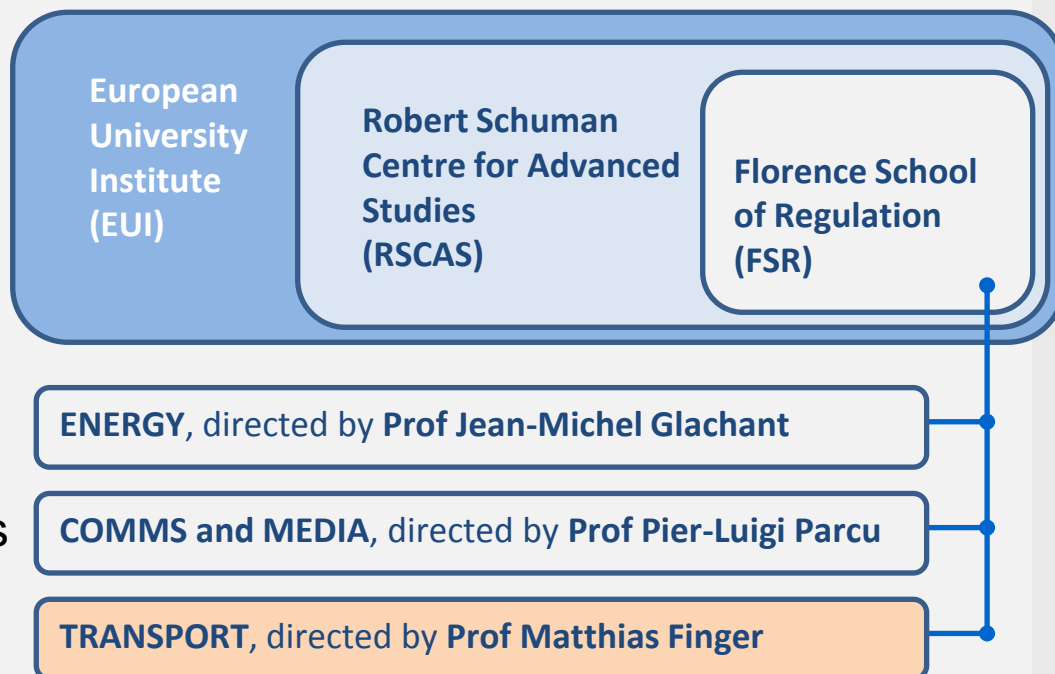 European
University
Institute
(EUI)
Robert Schuman
Centre for Advanced
Studies
(RSCAS)
Florence School
of Regulation
(FSR)
ENERGY, directed by Prof Jean-Michel Glachant
s
COMMS and MEDIA, directed by Prof Pier-Luigi Parcu
TRANSPORT, directed by Prof Matthias Finger